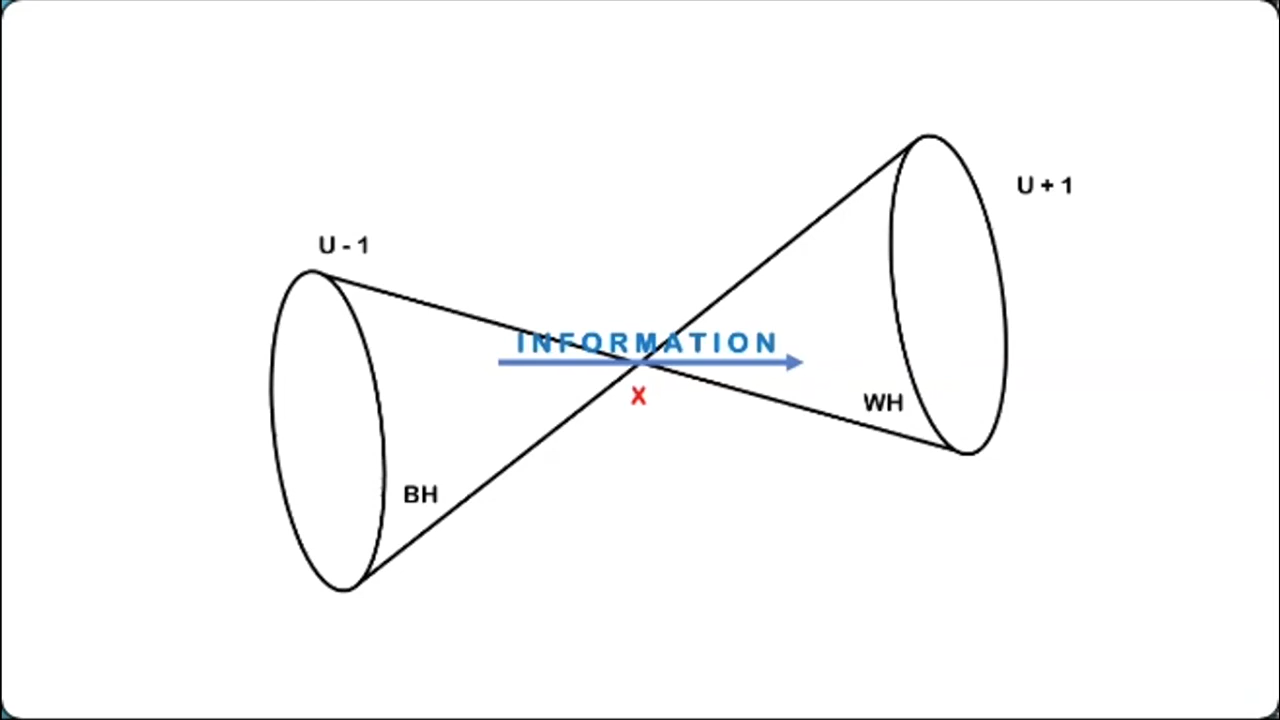 U + 1
U - 1
INFORMATION
X
WH
BH